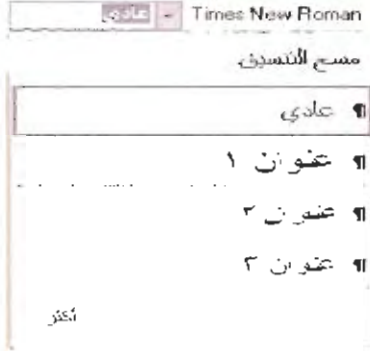 عادي Times New Roman
مسح التنسيق
¶ عادي
¶ عنوان ١
¶ عنوان ٢
¶ عنوان ٣
أكثر